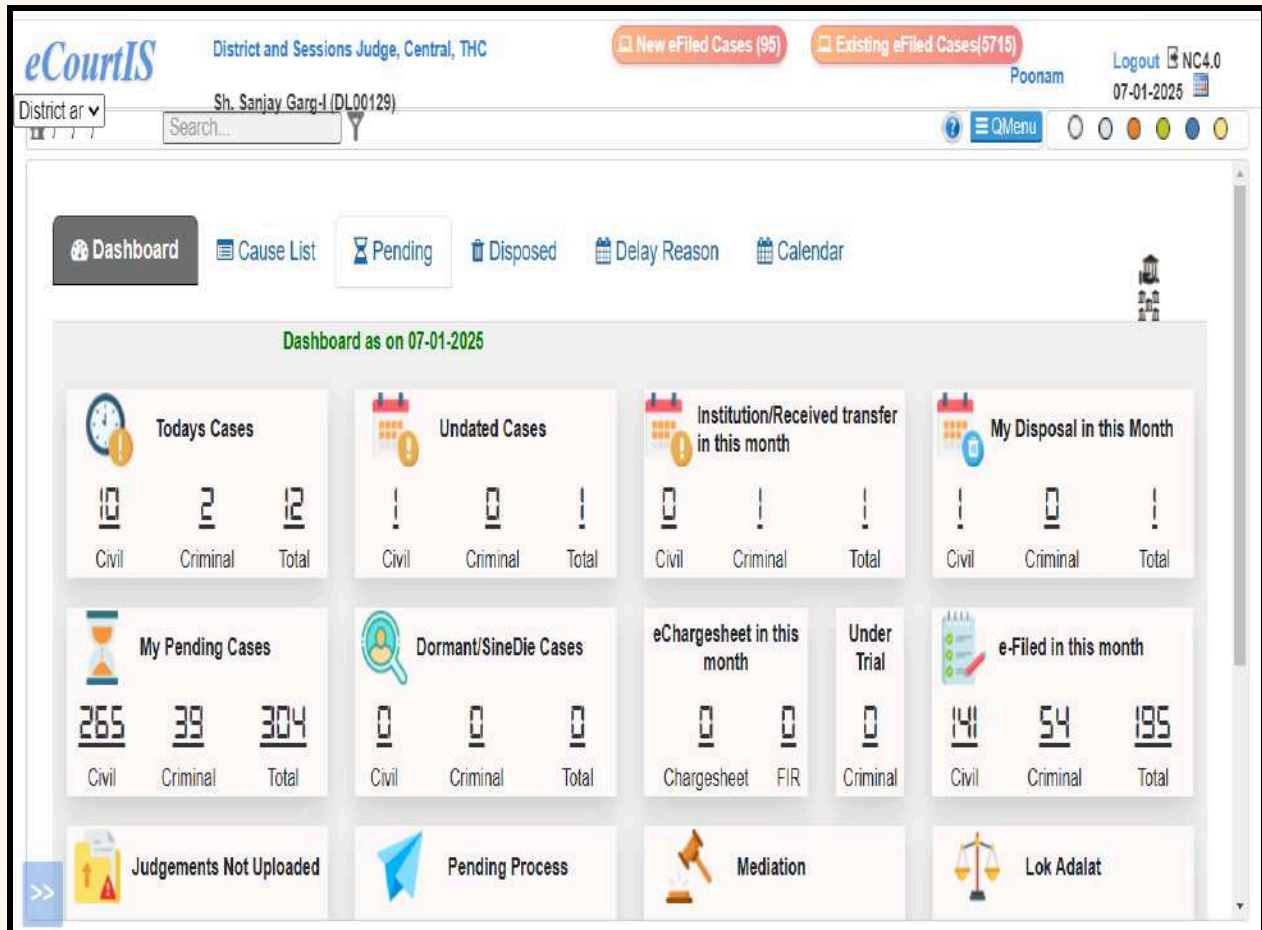 eCourtIS
District and Sessions Judge, Central, THC
New eFiled Cases (95)
Existing eFiled Cases(5715)
Poonam
Logout NC4.0
07-01-2025
District ar
Sh. Sanjay Garg-I (DL00129)
Search...
QMenu
Dashboard
Cause List
Pending
Disposed
Delay Reason
Calendar
Dashboard as on 07-01-2025
Todays Cases
10 2 12
Civil Criminal Total
Undated Cases
1 0 1
Civil Criminal Total
Institution/Received transfer
in this month
0 1 1
Civil Criminal Total
My Disposal in this Month
1 0 1
Civil Criminal Total
My Pending Cases
265 39 304
Civil Criminal Total
Dormant/SineDie Cases
0 0 0
Civil Criminal Total
eChargesheet in this
month
0 0
Chargesheet FIR
Under
Trial
0
Criminal
e-Filed in this month
141 54 195
Civil Criminal Total
Judgements Not Uploaded
Pending Process
Mediation
Lok Adalat
>>